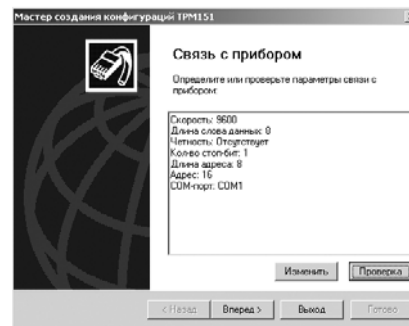 Мастер создания конфигураций ТРМ151
Связь с прибором
Определите или проверьте параметры связи с
прибором:
Скорость: 9600
Длина слова данных: 8
Четность: Отсутствует
Кол-во стоп-бит: 1
Длина адреса: 8
Адрес: 16
COM-порт: COM1
Изменить
Проверка
< Назад
Вперед >
Выход
Готово